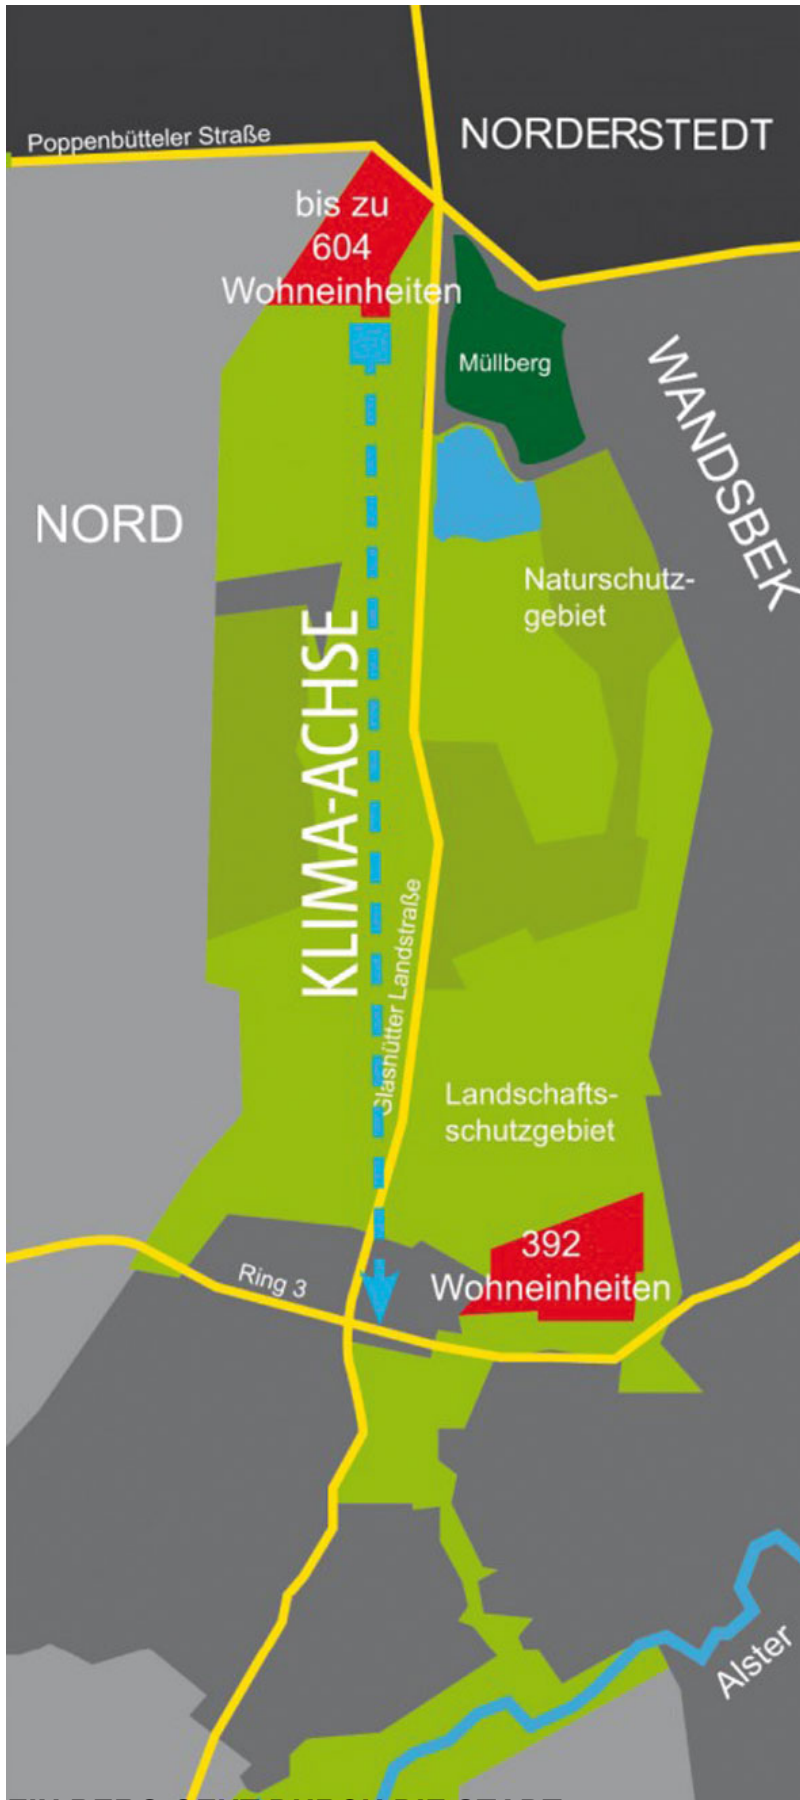 Poppenbütteler Straße
NORDERSTEDT
bis zu
604
Wohneinheiten
Müllberg
WANDSBEK
NORD
Naturschutz-
gebiet
KLIMA-ACHSE
Glashütter Landstraße
Landschafts-
schutzgebiet
392
Wohneinheiten
Ring 3
Alster